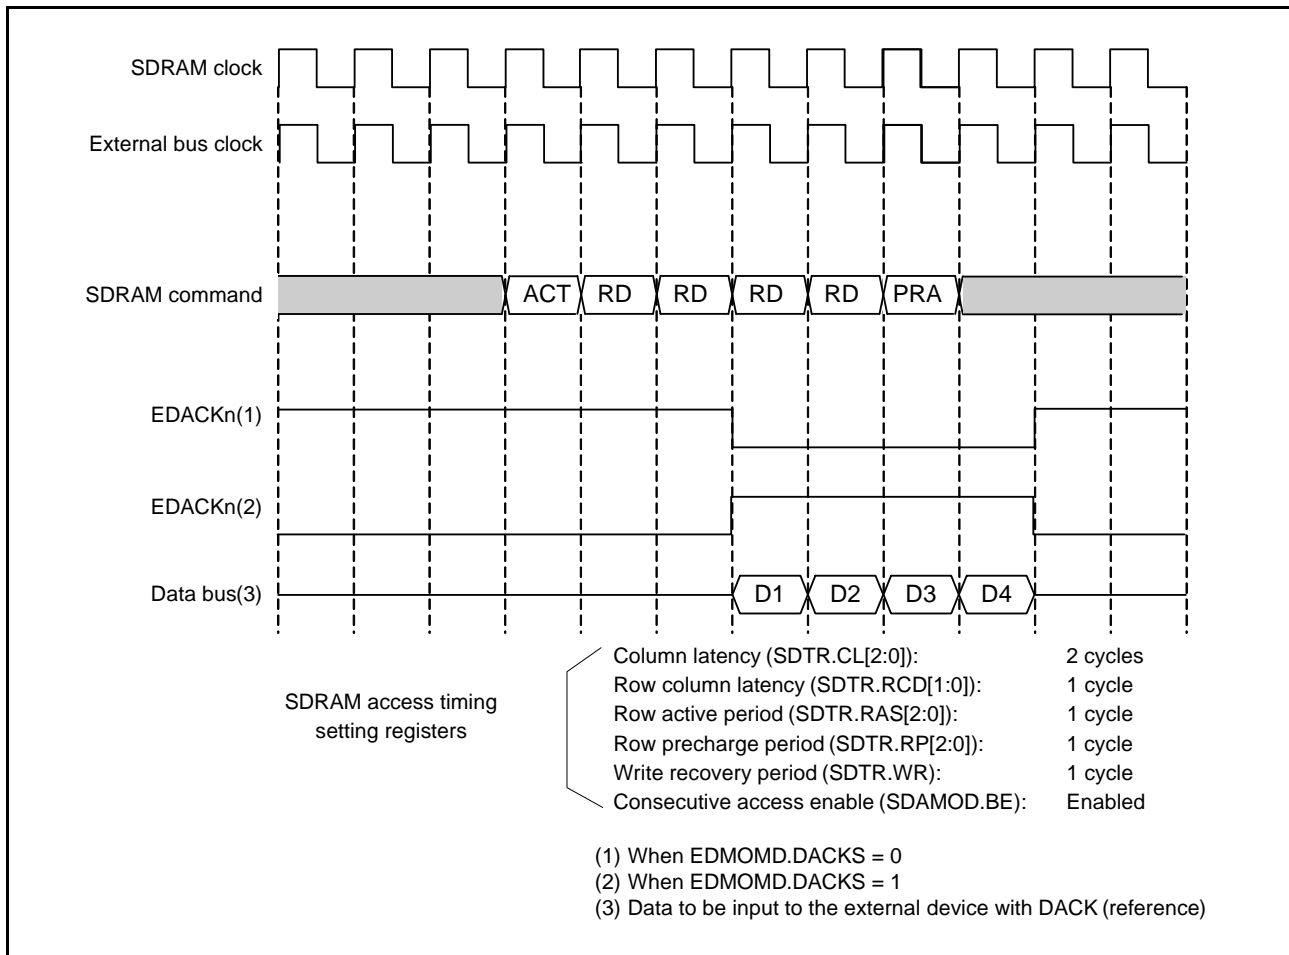 SDRAM clock
External bus clock
SDRAM command ACT RD RD RD RD PRA
EDACKn(1)
EDACKn(2)
Data bus(3) D1 D2 D3 D4
SDRAM access timing
setting registers
Column latency (SDTR.CL[2:0]): 2 cycles
Row column latency (SDTR.RCD[1:0]): 1 cycle
Row active period (SDTR.RAS[2:0]): 1 cycle
Row precharge period (SDTR.RP[2:0]): 1 cycle
Write recovery period (SDTR.WR): 1 cycle
Consecutive access enable (SDAMOD.BE): Enabled
(1) When EDMOMD.DACKS = 0
(2) When EDMOMD.DACKS = 1
(3) Data to be input to the external device with DACK (reference)